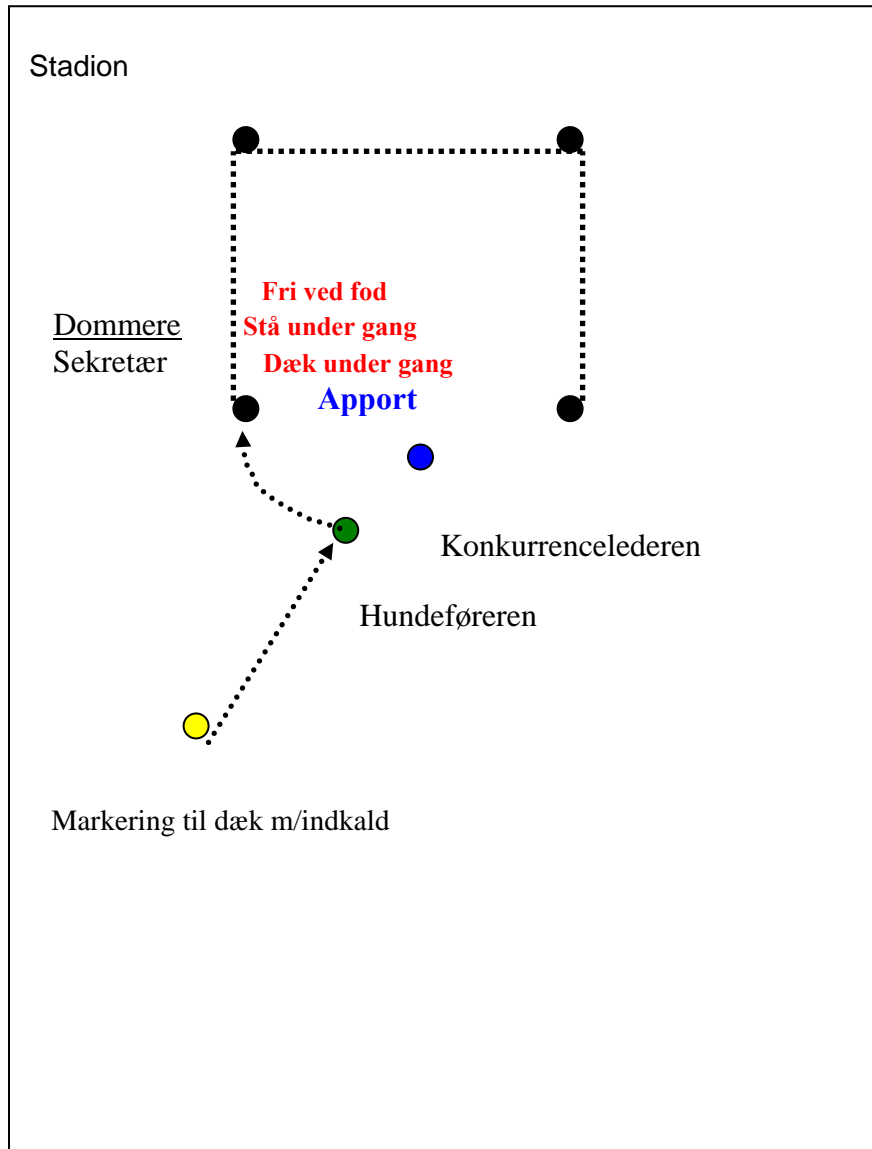 Stadion
Fri ved fod
Dommere
Stå under gang
Sekretær
Dæk under gang
Apport
Konkurrencelederen
Hundeføreren
Markering til dæk m/indkald